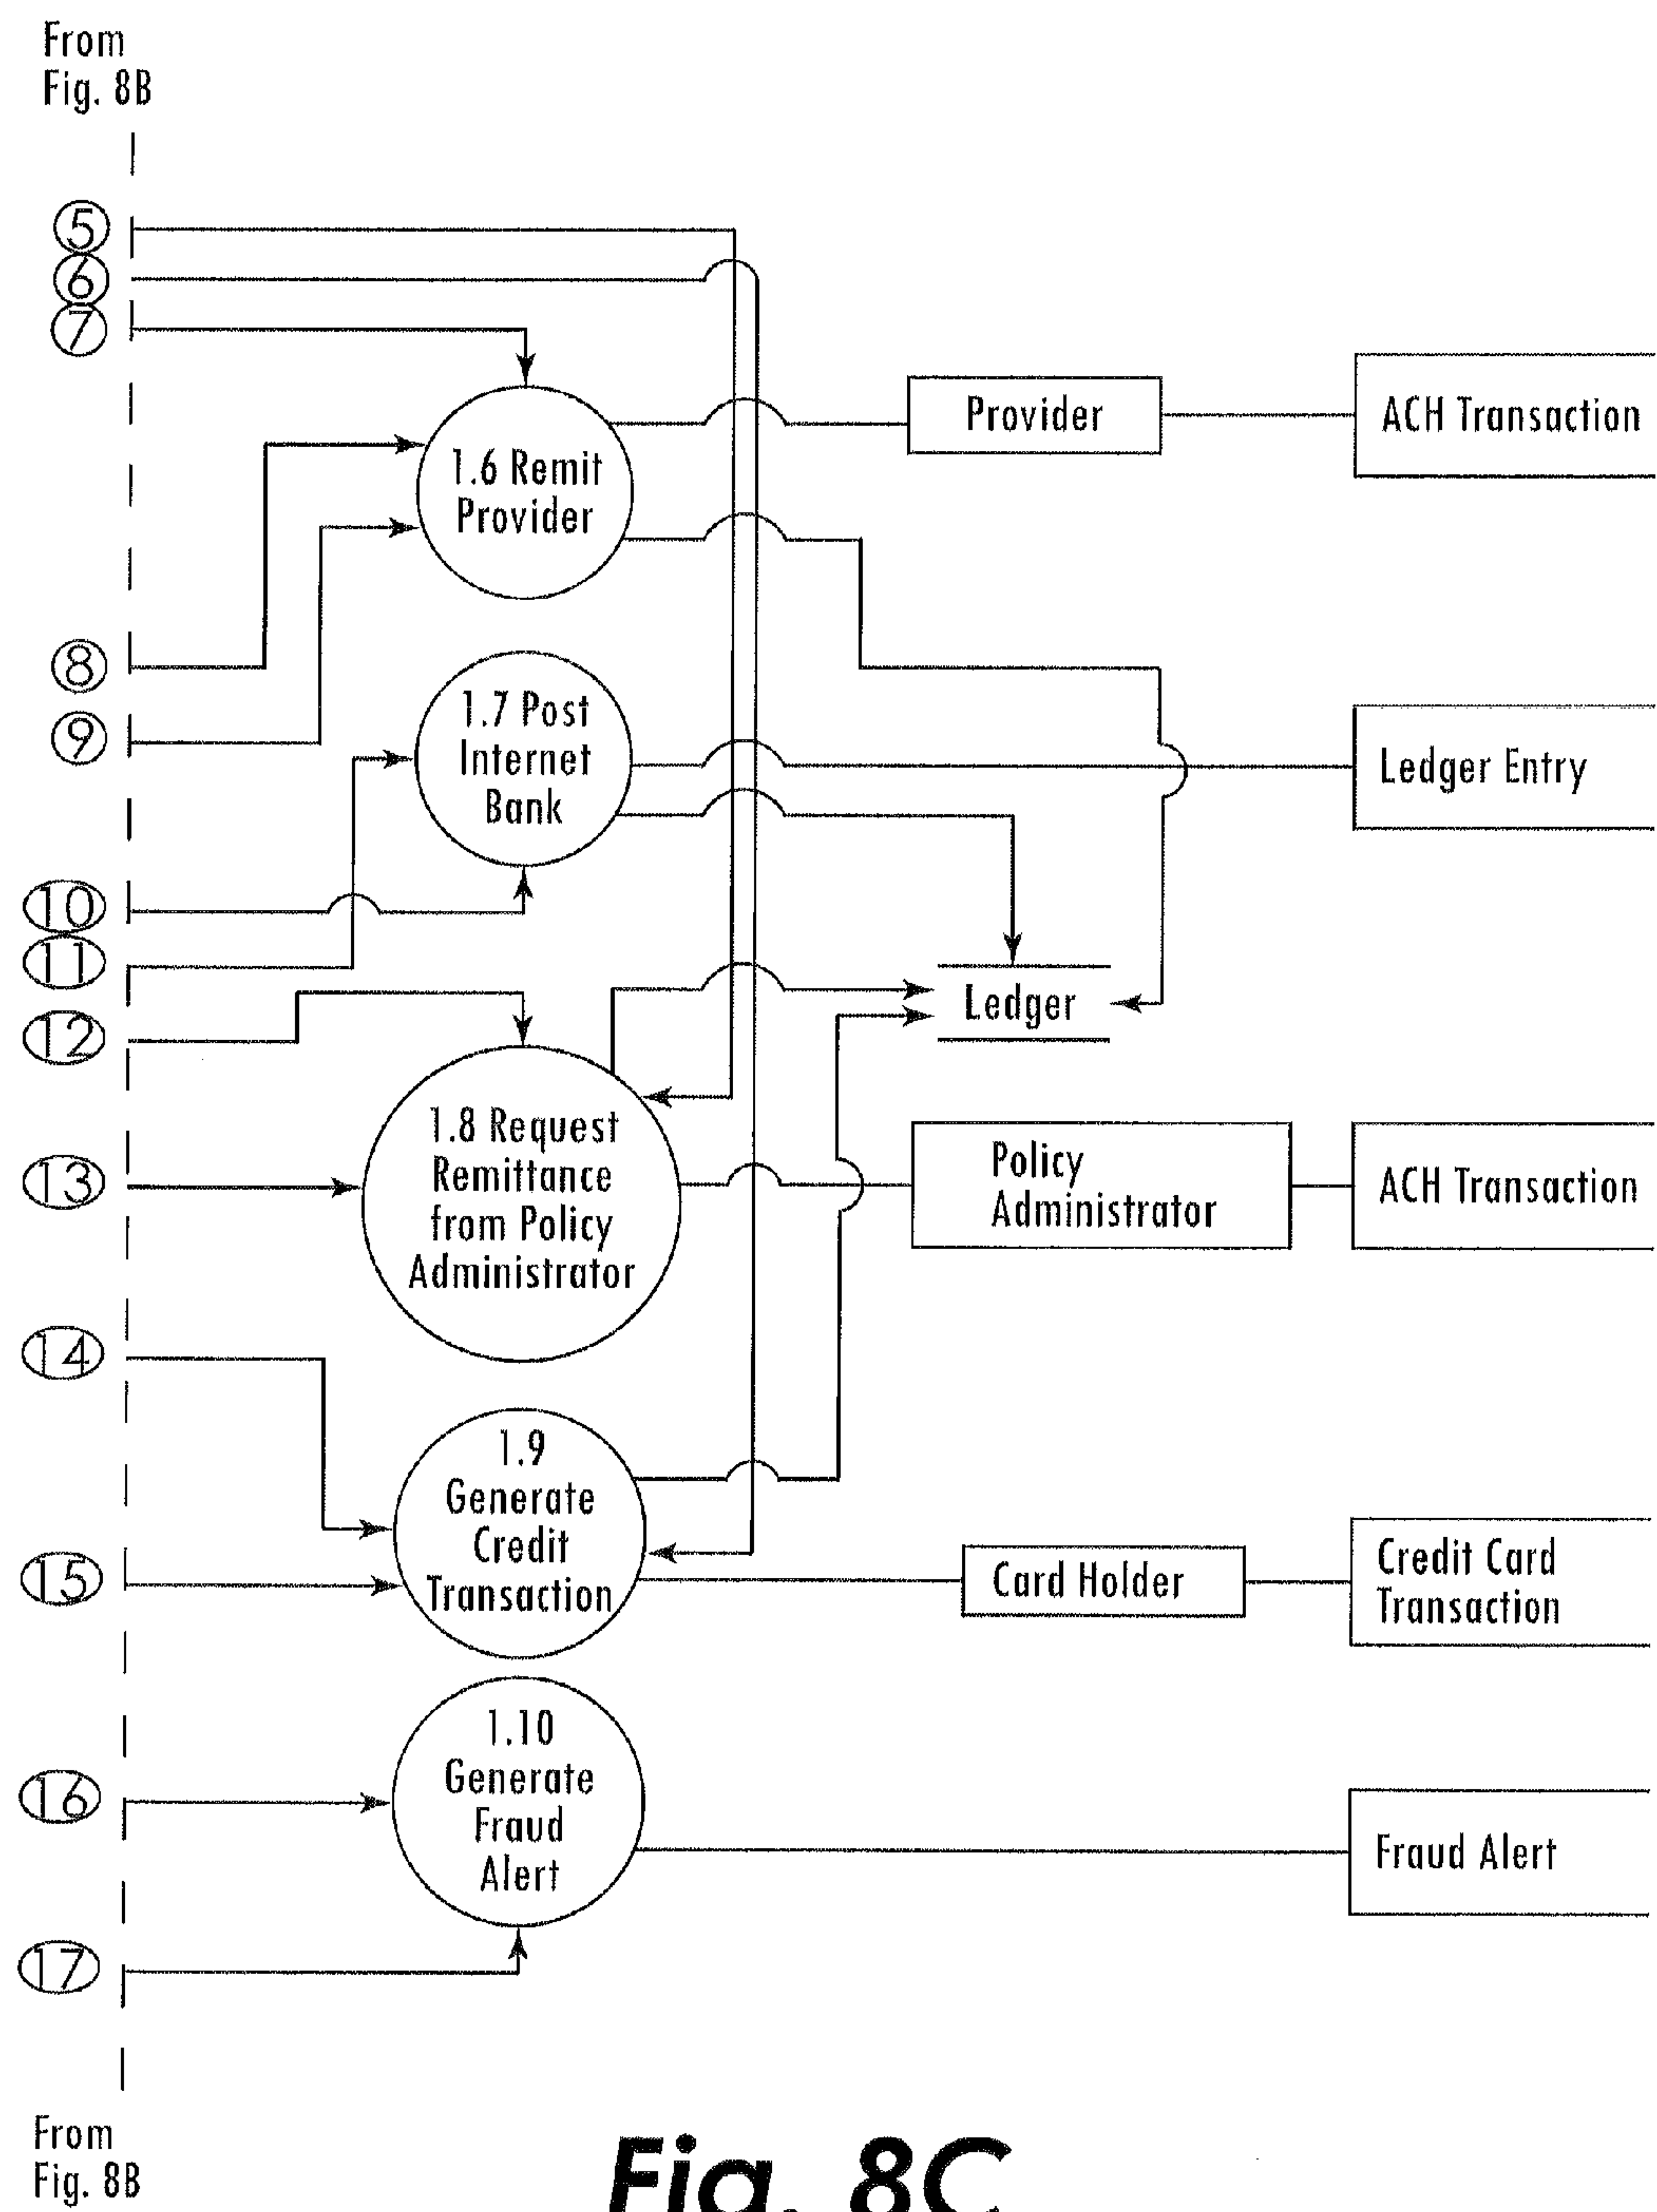 From
Fig. 8B
5
6
7
1.6 Remit
Provider
Provider
ACH Transaction
8
9
1.7 Post
Internet
Bank
Ledger Entry
10
11
12
Ledger
13
1.8 Request
Remittance
from Policy
Administrator
Policy
Administrator
ACH Transaction
14
15
1.9
Generate
Credit
Transaction
Card Holder
Credit Card
Transaction
16
1.10
Generate
Fraud
Alert
Fraud Alert
17
From
Fig. 8B
Fig. 8C